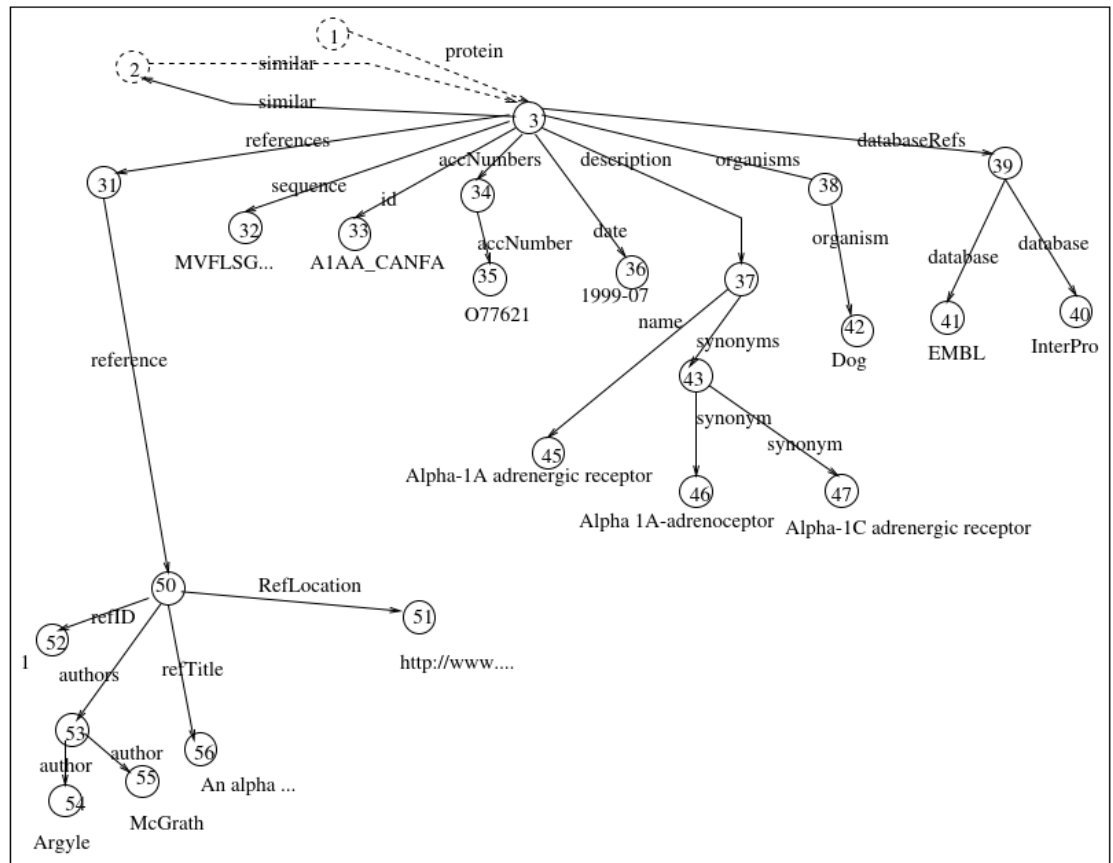 1
protein
2
similar
similar
3
references
accNumbers
description
organisms
databaseRefs
39
31
sequence
id
34
38
32
33
accNumber
date
organism
database
database
MVFLSG...
A1AA_CANFA
35
36
37
O77621
1999-07
name
42
41
40
Dog
EMBL
InterPro
synonyms
reference
43
synonym
synonym
45
Alpha-1A adrenergic receptor
46
47
Alpha 1A-adrenoceptor
Alpha-1C adrenergic receptor
50
RefLocation
refID
51
52
1
authors
refTitle
http://www....
53
56
author
author
55
An alpha ...
54
McGrath
Argyle